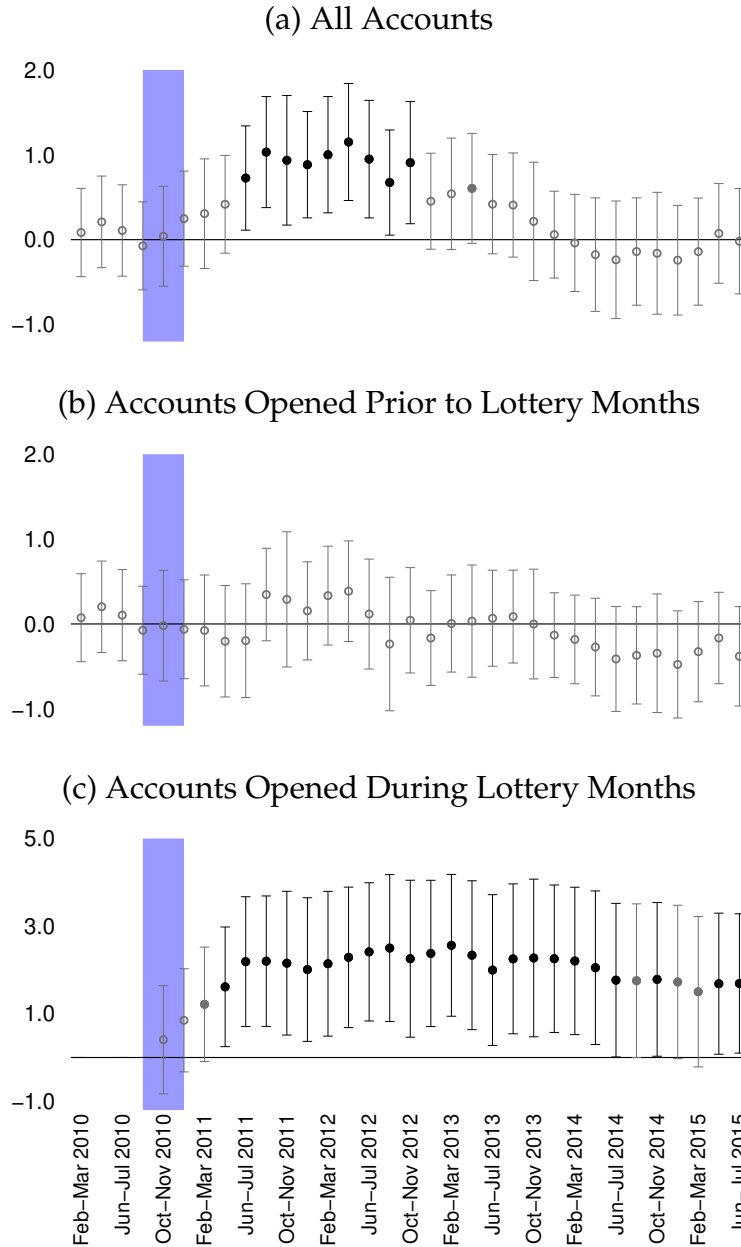 (a) All Accounts
2.0
1.0
0.0
−1.0
(b) Accounts Opened Prior to Lottery Months
2.0
1.0
0.0
−1.0
(c) Accounts Opened During Lottery Months
5.0
3.0
1.0
−1.0
Feb−Mar 2010
Jun−Jul 2010
Oct−Nov 2010
Feb−Mar 2011
Jun−Jul 2011
Oct−Nov 2011
Feb−Mar 2012
Jun−Jul 2012
Oct−Nov 2012
Feb−Mar 2013
Jun−Jul 2013
Oct−Nov 2013
Feb−Mar 2014
Jun−Jul 2014
Oct−Nov 2014
Feb−Mar 2015
Jun−Jul 2015